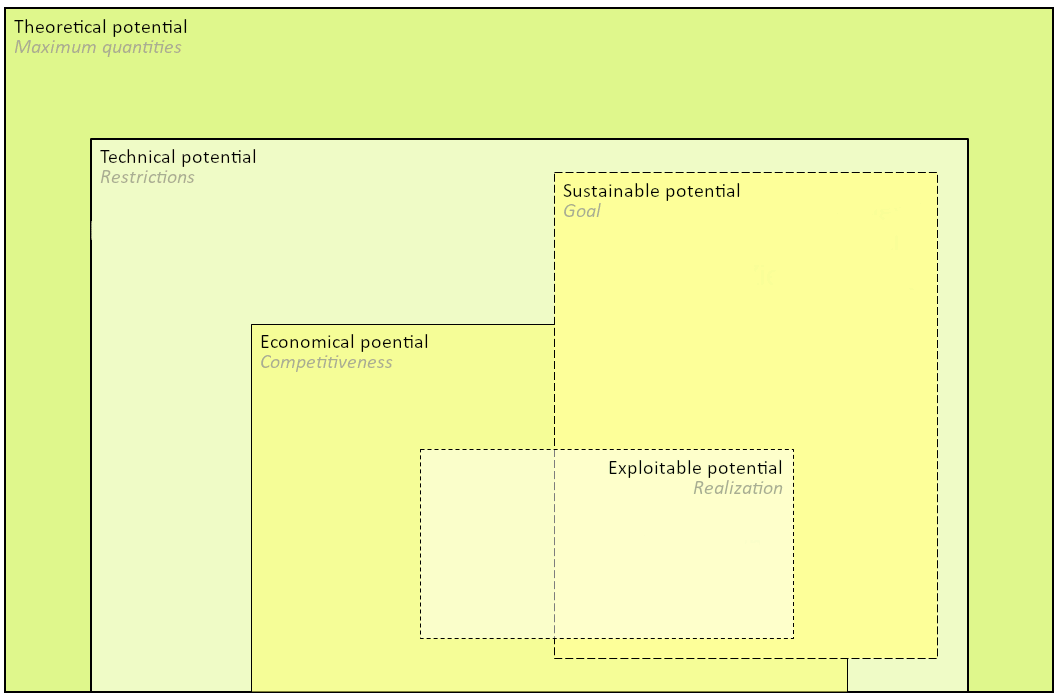 Theoretical potential
Maximum quantities
Technical potential
Restrictions
Sustainable potential
Goal
Economical poential
Competitiveness
Exploitable potential
Realization